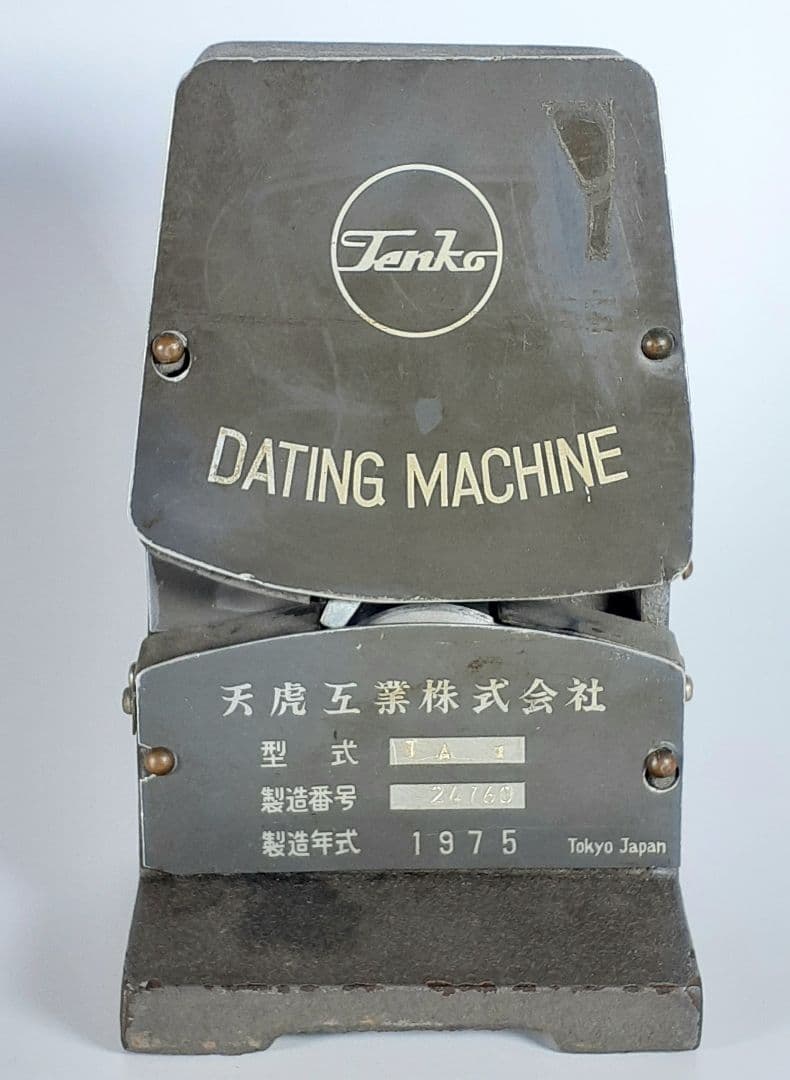 Tenko
DATING MACHINE
天虎工業株式会社
型 式
製造番号 24760
製造年式 1975 Tokyo Japan